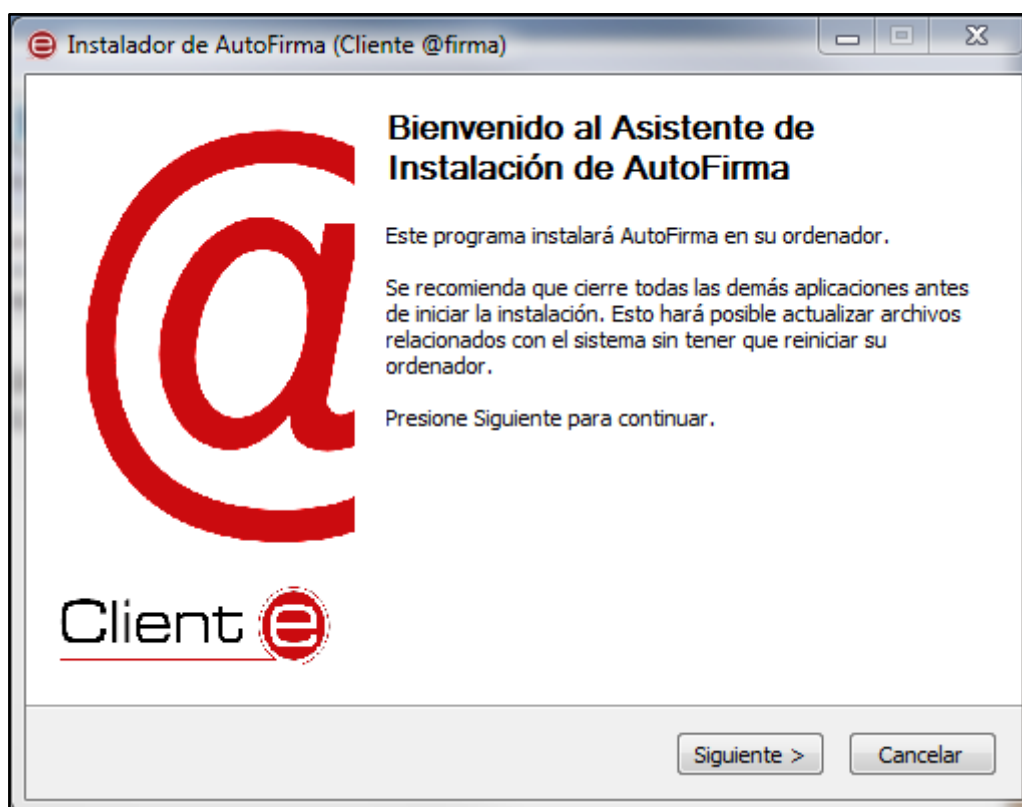 Instalador de AutoFirma (Cliente @firma)
Bienvenido al Asistente de
Instalación de AutoFirma
Este programa instalará AutoFirma en su ordenador.
Se recomienda que cierre todas las demás aplicaciones antes
de iniciar la instalación. Esto hará posible actualizar archivos
relacionados con el sistema sin tener que reiniciar su
ordenador.
Presione Siguiente para continuar.
@
Cliente
Siguiente >
Cancelar